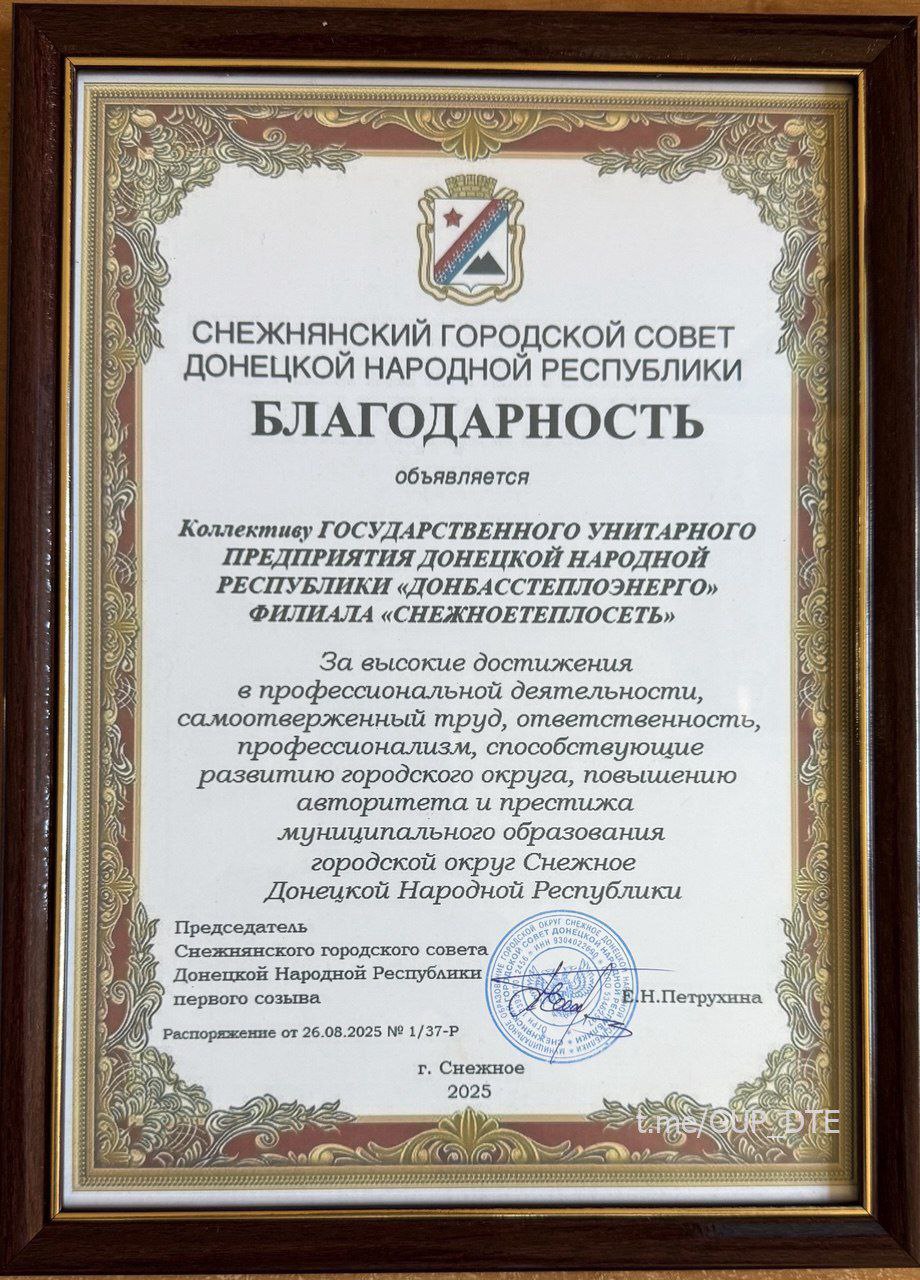 СНЕЖНЯНСКИЙ ГОРОДСКОЙ СОВЕТ
ДОНЕЦКОЙ НАРОДНОЙ РЕСПУБЛИКИ
БЛАГОДАРНОСТЬ
объявляется
Коллективу ГОСУДАРСТВЕННОГО УНИТАРНОГО
ПРЕДПРИЯТИЯ ДОНЕЦКОЙ НАРОДНОЙ
РЕСПУБЛИКИ «ДОНБАССТЕПЛОЭНЕРГО»
ФИЛИАЛА «СНЕЖНОЕТЕПЛОСЕТЬ»
За высокие достижения
в профессиональной деятельности,
самоотверженный труд, ответственность,
профессионализм, способствующие
развитию городского округа, повышению
авторитета и престижа
муниципального образования
городской округ Снежное
Донецкой Народной Республики
Председатель
Снежнянского городского совета
Донецкой Народной Республики
первого созыва
Е.Н.Петрухина
Распоряжение от 26.08.2025 № 1/37-Р
г. Снежное
2025
t.me/OUP_DTE